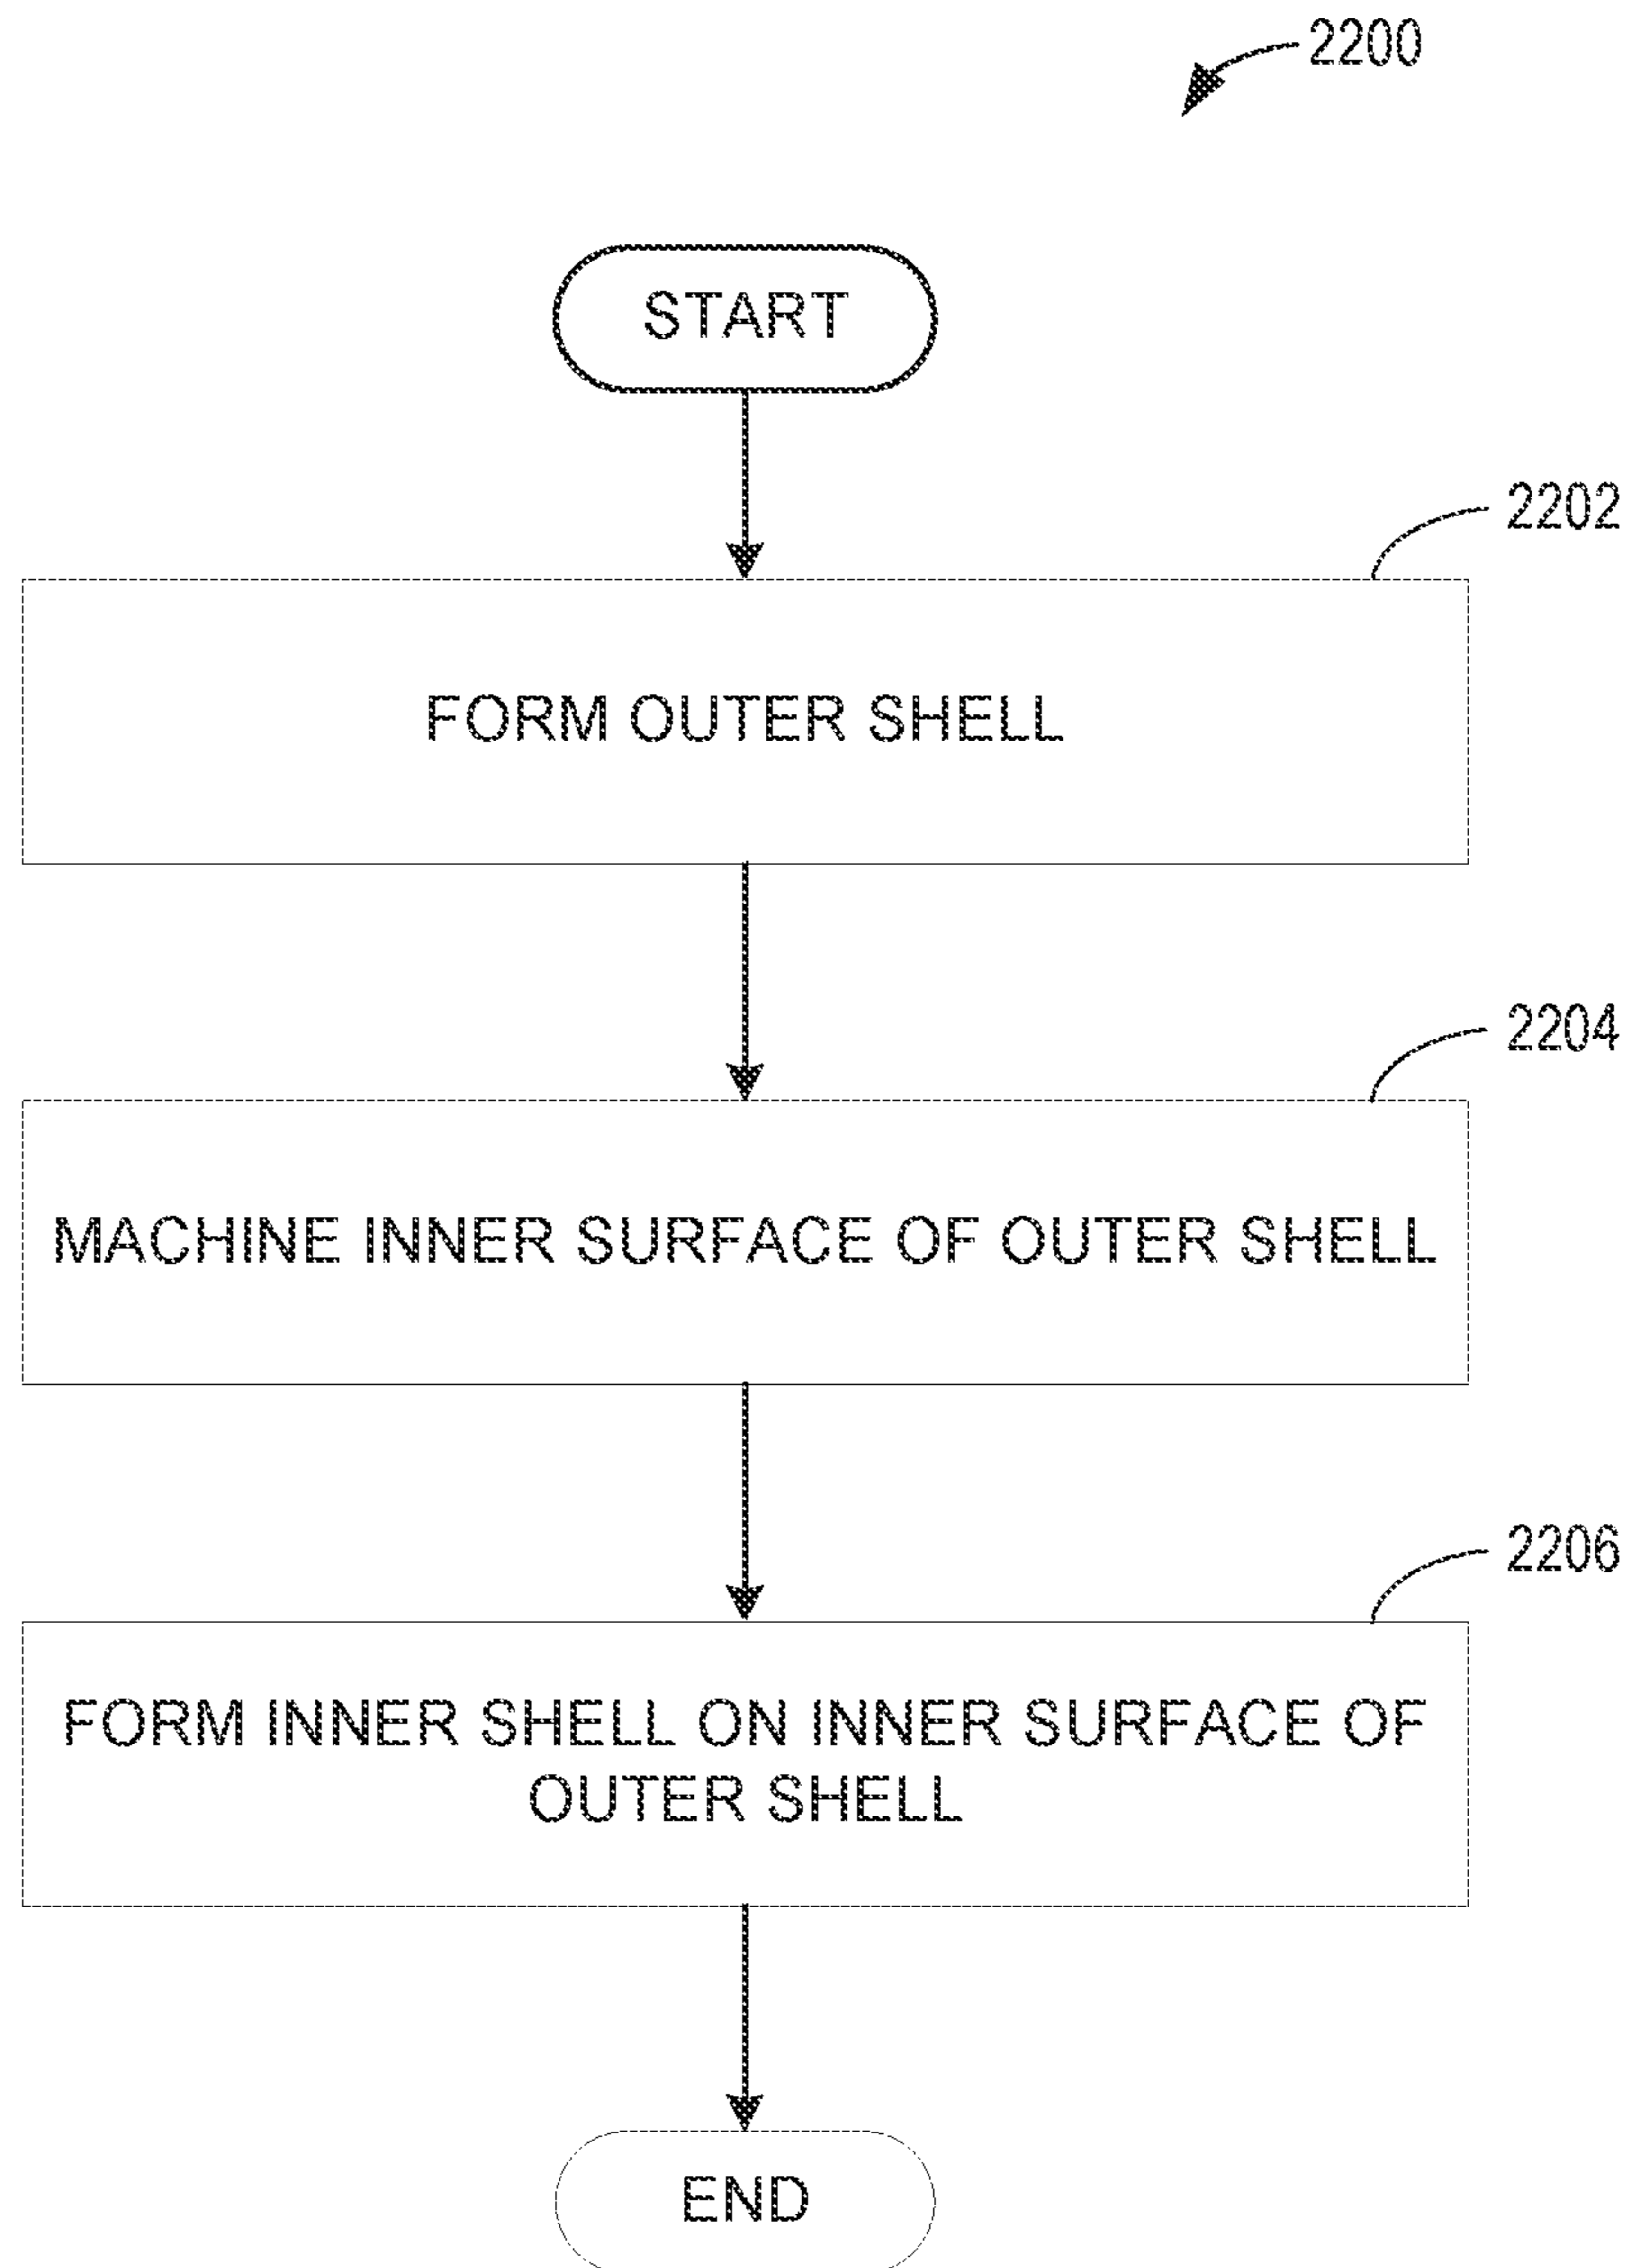 2200
START
2202
FORM OUTER SHELL
2204
MACHINE INNER SURFACE OF OUTER SHELL
2206
FORM INNER SHELL ON INNER SURFACE OF
OUTER SHELL
END